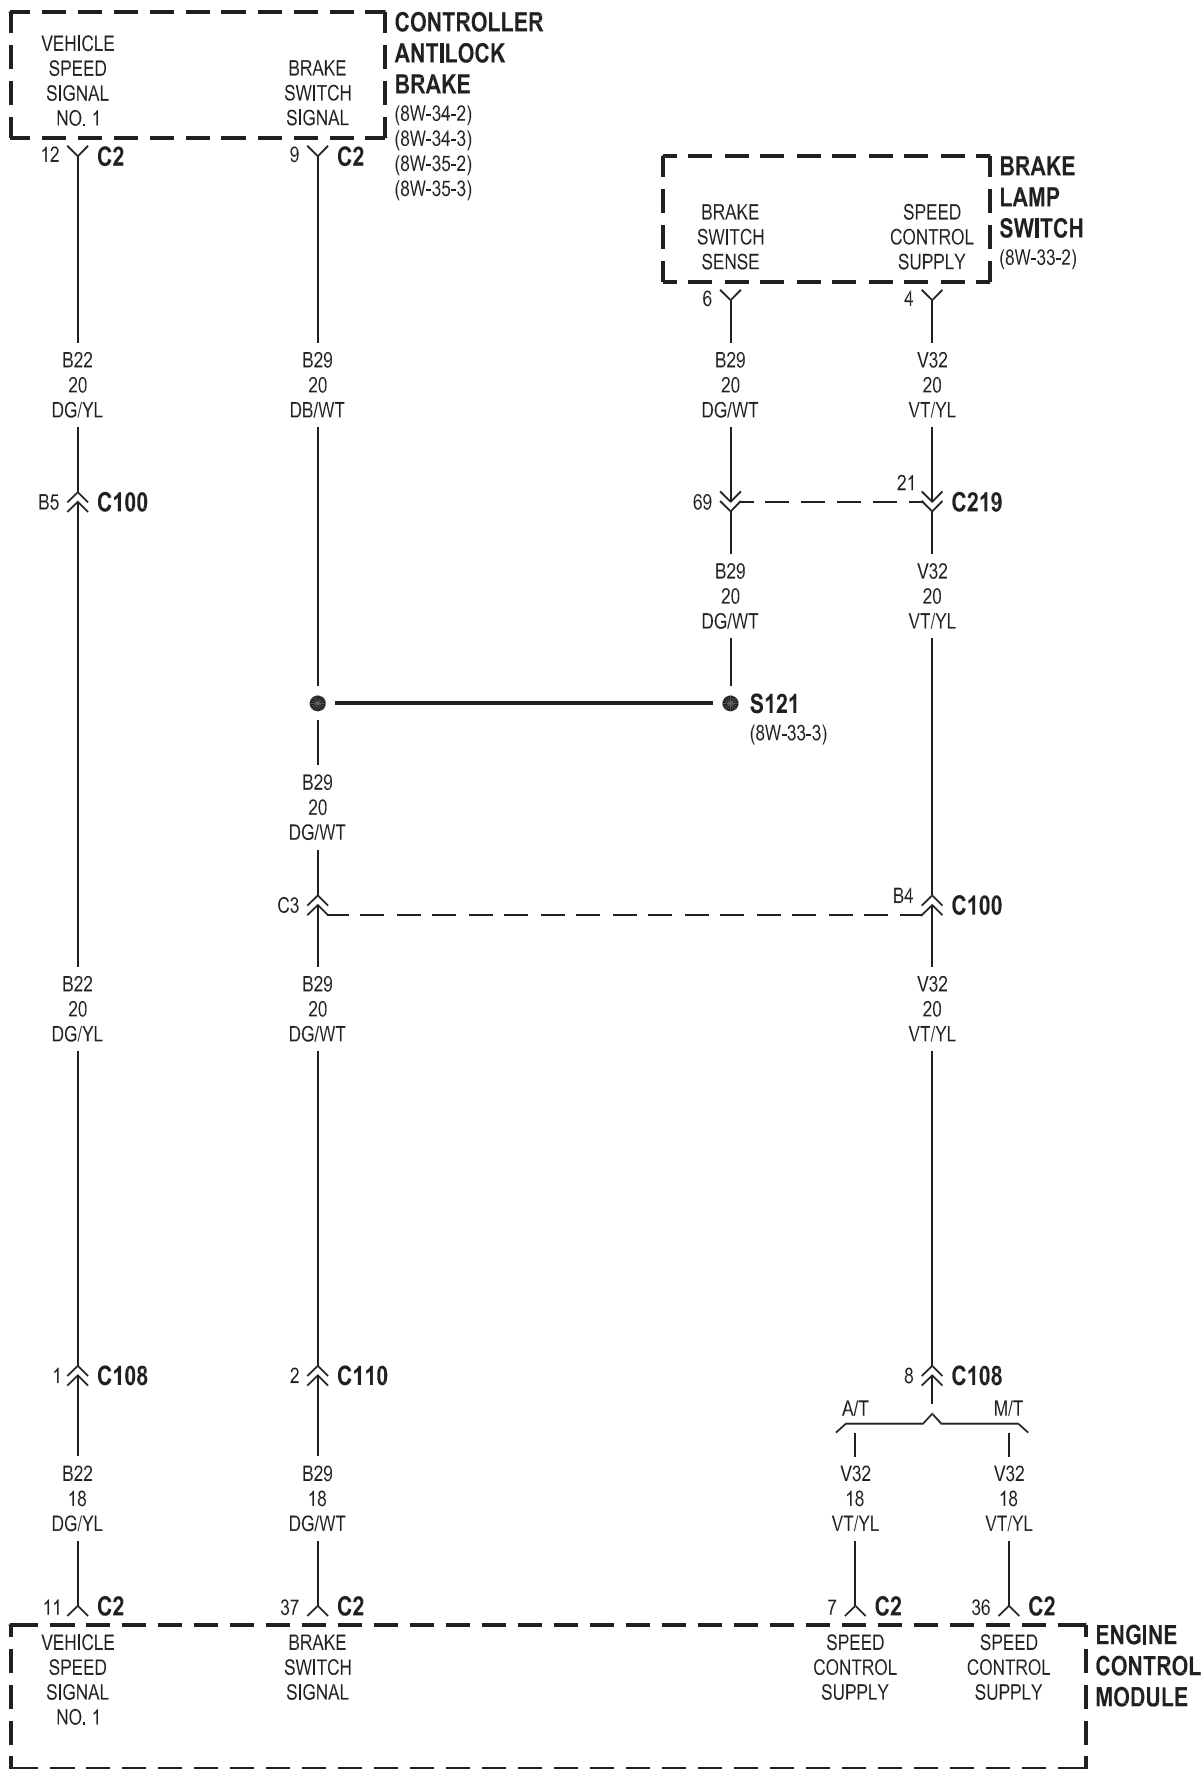 CONTROLLER
ANTILOCK
BRAKE
(8W-34-2)
(8W-34-3)
(8W-35-2)
(8W-35-3)
VEHICLE
SPEED
SIGNAL
NO. 1
BRAKE
SWITCH
SIGNAL
12 C2
9 C2
BRAKE
LAMP
SWITCH
(8W-33-2)
BRAKE
SWITCH
SENSE
SPEED
CONTROL
SUPPLY
6
4
B22
20
DG/YL
B29
20
DB/WT
B29
20
DG/WT
V32
20
VT/YL
B5 C100
69
21
C219
B29
20
DG/WT
V32
20
VT/YL
S121
(8W-33-3)
B29
20
DG/WT
C3
B4
C100
B22
20
DG/YL
B29
20
DG/WT
V32
20
VT/YL
1 C108
2 C110
8 C108
A/T
M/T
B22
18
DG/YL
B29
18
DG/WT
V32
18
VT/YL
V32
18
VT/YL
11 C2
37 C2
7 C2
36 C2
VEHICLE
SPEED
SIGNAL
NO. 1
BRAKE
SWITCH
SIGNAL
SPEED
CONTROL
SUPPLY
SPEED
CONTROL
SUPPLY
ENGINE
CONTROL
MODULE